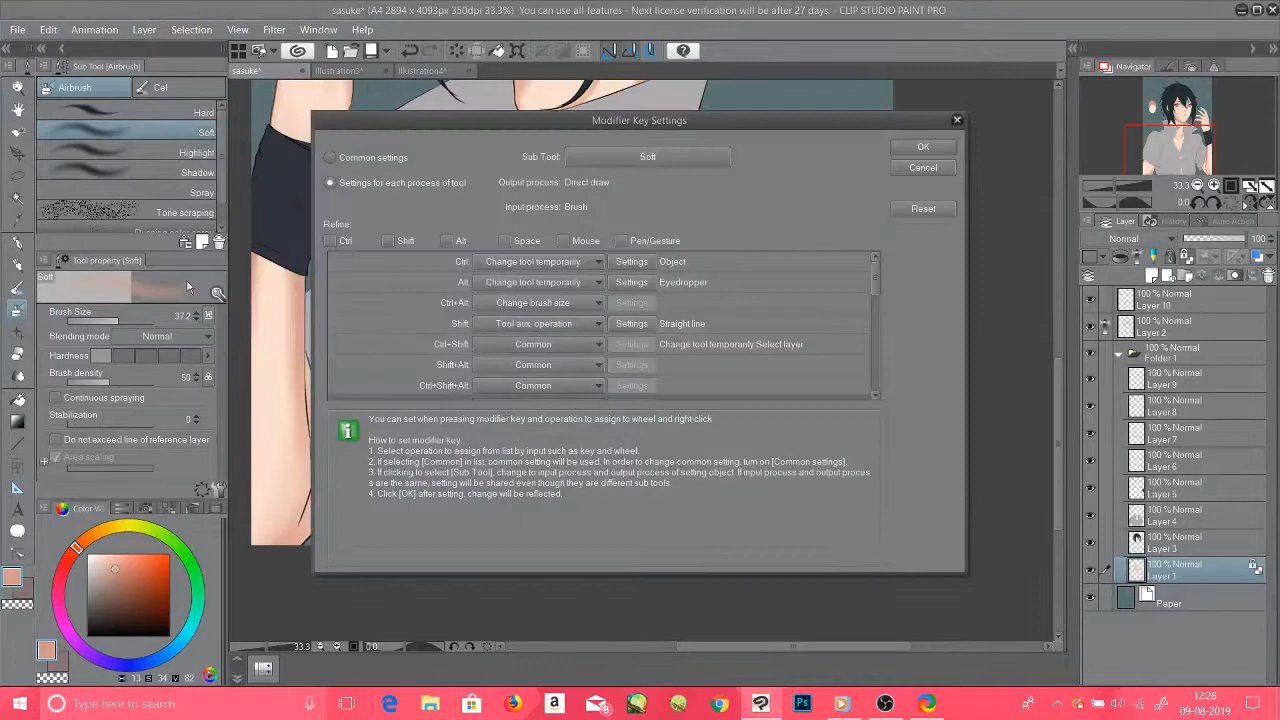 sasuke* (A4 2894 x 4093px 350dpi 33.3%) You can use all features - Next license verification will be after 27 days. - CLIP STUDIO PAINT PRO
File Edit Animation Layer Selection View Filter Window Help
Sub Tool [Airbrush]
sasuke* Illustration3* Illustration4*
Navigator
Airbrush Cel
Hard
Soft
Highlight
Shadow
Spray
Tone scraping
Tool property [Soft]
Soft
Brush Size 37.2
Blending mode Normal
Hardness
Brush density 50
Continuous spraying
Stabilization 0
Do not exceed line of reference layer
Area scaling
Color W
13 S 34 V 82
Modifier Key Settings
Common settings Sub Tool: Soft OK
Cancel
Settings for each process of tool Output process: Direct draw
Input process: Brush Reset
Refine:
Ctrl Shift Alt Space Mouse Pen/Gesture
Ctrl: Change tool temporarily Settings Object
Alt: Change tool temporarily Settings Eyedropper
Ctrl+Alt: Change brush size Settings
Shift: Tool aux. operation Settings Straight line
Ctrl+Shift: Common Settings Change tool temporarily:Select layer
Shift+Alt: Common Settings
Ctrl+Shift+Alt: Common Settings
You can set when pressing modifier key and operation to assign to wheel and right-click
How to set modifier key.
1. Select operation to assign from list by input such as key and wheel.
2. If selecting [Common] in list, common setting will be used. In order to change common setting, turn on [Common settings].
3. If clicking to select [Sub Tool], change to input process and output process of setting object. If input process and output proces
s are the same, setting will be shared even though they are different sub tools.
4. Click [OK] after setting, change will be reflected.
33.3 0.0
33.3
0.0
Layer History Auto Action
Normal 100
100 % Normal
Layer 10
100 % Normal
Layer 2
100 % Normal
Folder 1
100 % Normal
Layer 9
100 % Normal
Layer 8
100 % Normal
Layer 7
100 % Normal
Layer 6
100 % Normal
Layer 5
100 % Normal
Layer 4
100 % Normal
Layer 3
100 % Normal
Layer 1
Paper
Type here to search
Ps
12:26
09-08-2019